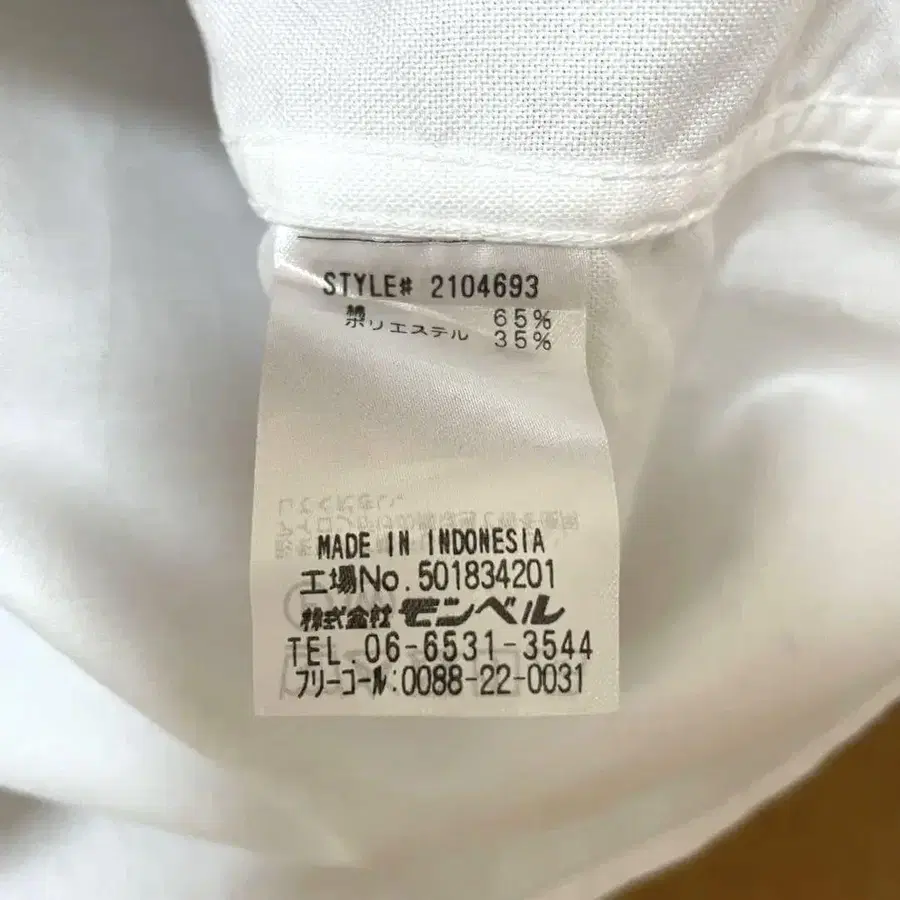 STYLE# 2104693
綿 65%
ポリエステル 35%
MADE IN INDONESIA
工場No.501834201
株式会社モンベル
TEL.06-6531-3544
フリーコール:0088-22-0031